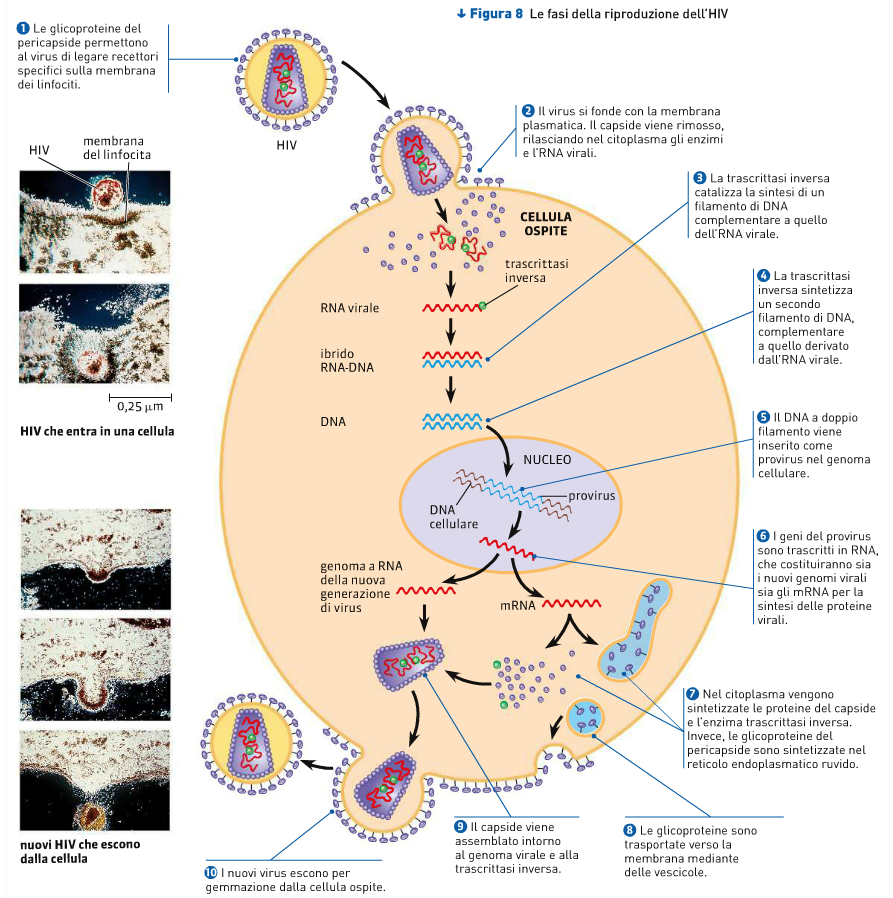 ↓ Figura 8 Le fasi della riproduzione dell'HIV
1 Le glicoproteine del
pericapside permettono
al virus di legare recettori
specifici sulla membrana
dei linfociti.
HIV
2 Il virus si fonde con la membrana
plasmatica. Il capside viene rimosso,
rilasciando nel citoplasma gli enzimi
e l'RNA virali.
HIV
membrana
del linfocita
3 La trascrittasi inversa
catalizza la sintesi di un
filamento di DNA
complementare a quello
dell'RNA virale.
CELLULA
OSPITE
trascrittasi
inversa
RNA virale
4 La trascrittasi
inversa sintetizza
un secondo
filamento di DNA,
complementare
a quello derivato
dall'RNA virale.
ibrido
RNA-DNA
0,25 µm
HIV che entra in una cellula
DNA
5 Il DNA a doppio
filamento viene
inserito come
provirus nel genoma
cellulare.
NUCLEO
provirus
DNA
cellulare
6 I geni del provirus
sono trascritti in RNA,
che costituiranno sia
i nuovi genomi virali
sia gli mRNA per la
sintesi delle proteine
virali.
genoma a RNA
della nuova
generazione
di virus
mRNA
7 Nel citoplasma vengono
sintetizzate le proteine del capside
e l'enzima trascrittasi inversa.
Invece, le glicoproteine del
pericapside sono sintetizzate nel
reticolo endoplasmatico ruvido.
nuovi HIV che escono
dalla cellula
8 Le glicoproteine sono
trasportate verso la
membrana mediante
delle vescicole.
9 Il capside viene
assemblato intorno
al genoma virale e alla
trascrittasi inversa.
10 I nuovi virus escono per
gemmazione dalla cellula ospite.